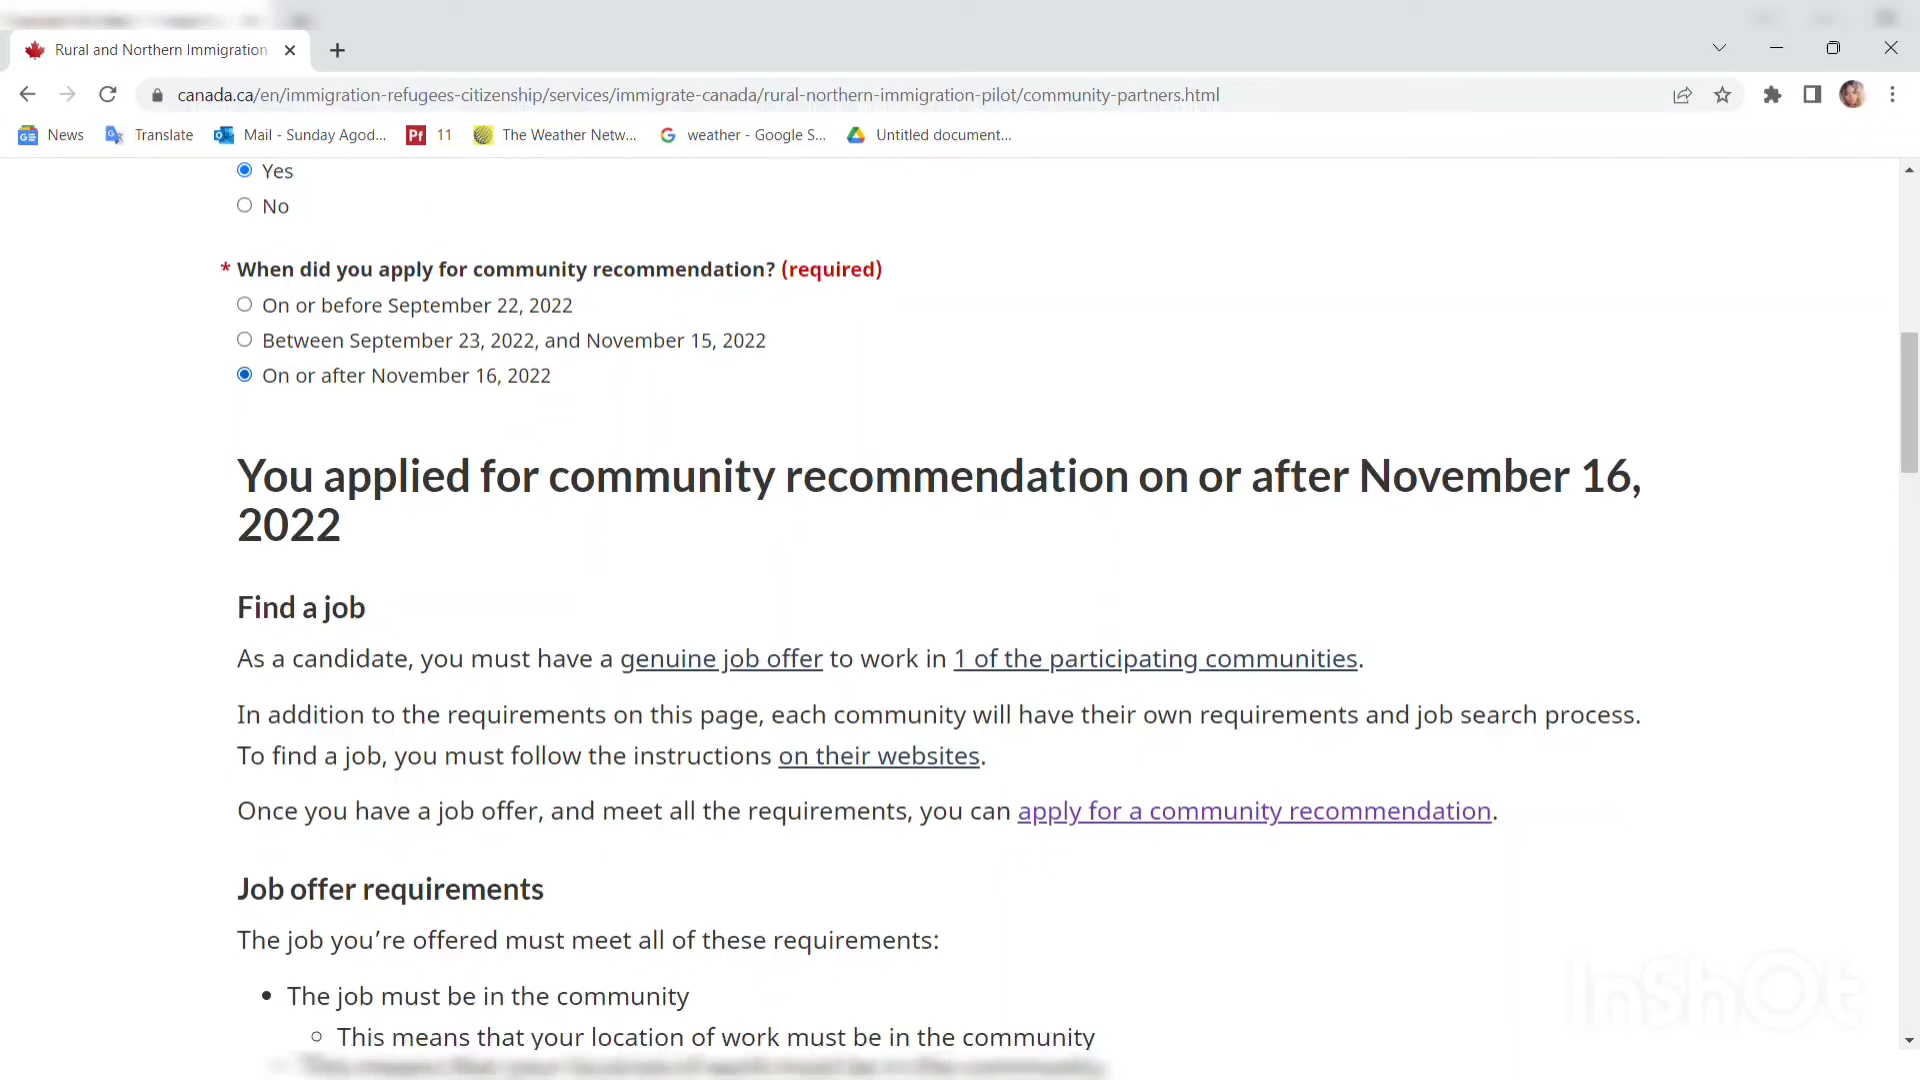 Rural and Northern Immigration
canada.ca/en/immigration-refugees-citizenship/services/immigrate-canada/rural-northern-immigration-pilot/community-partners.html
News Translate Mail - Sunday Agod... Pf 11 The Weather Netw... weather - Google S... Untitled document...
Yes
No
* When did you apply for community recommendation? (required)
On or before September 22, 2022
Between September 23, 2022, and November 15, 2022
On or after November 16, 2022
You applied for community recommendation on or after November 16,
2022
Find a job
As a candidate, you must have a genuine job offer to work in 1 of the participating communities.
In addition to the requirements on this page, each community will have their own requirements and job search process.
To find a job, you must follow the instructions on their websites.
Once you have a job offer, and meet all the requirements, you can apply for a community recommendation.
Job offer requirements
The job you’re offered must meet all of these requirements:
• The job must be in the community
◦ This means that your location of work must be in the community
InShOt